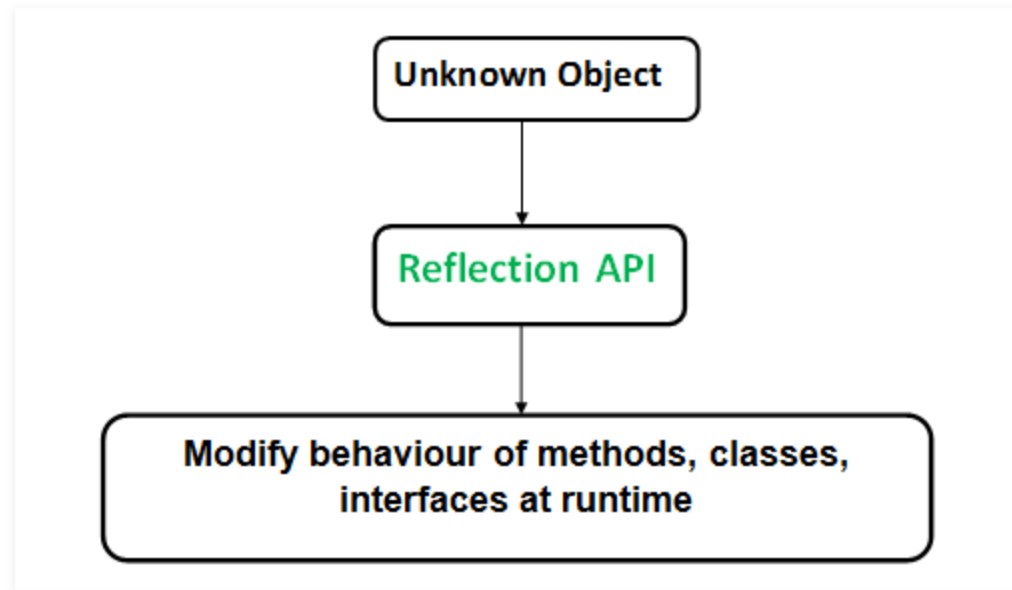 Unknown Object
Reflection API
Modify behaviour of methods, classes,
interfaces at runtime